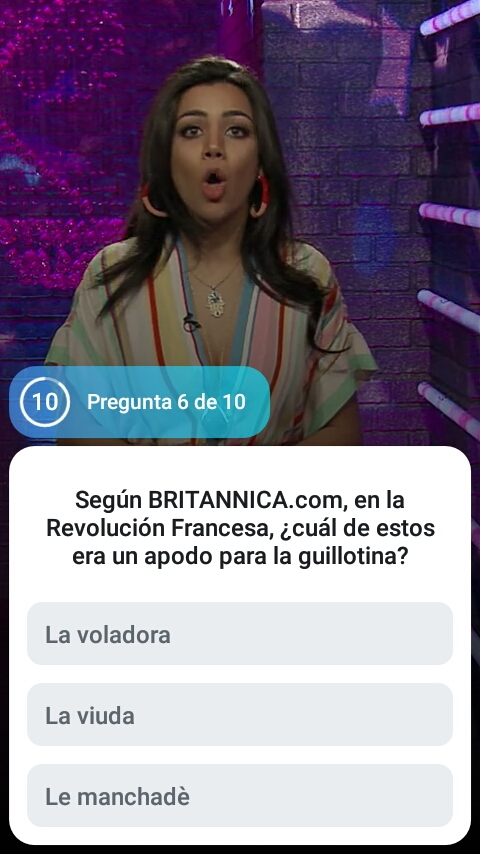 10
Pregunta 6 de 10
Según BRITANNICA.com, en la
Revolución Francesa, ¿cuál de estos
era un apodo para la guillotina?
La voladora
La viuda
Le manchadè